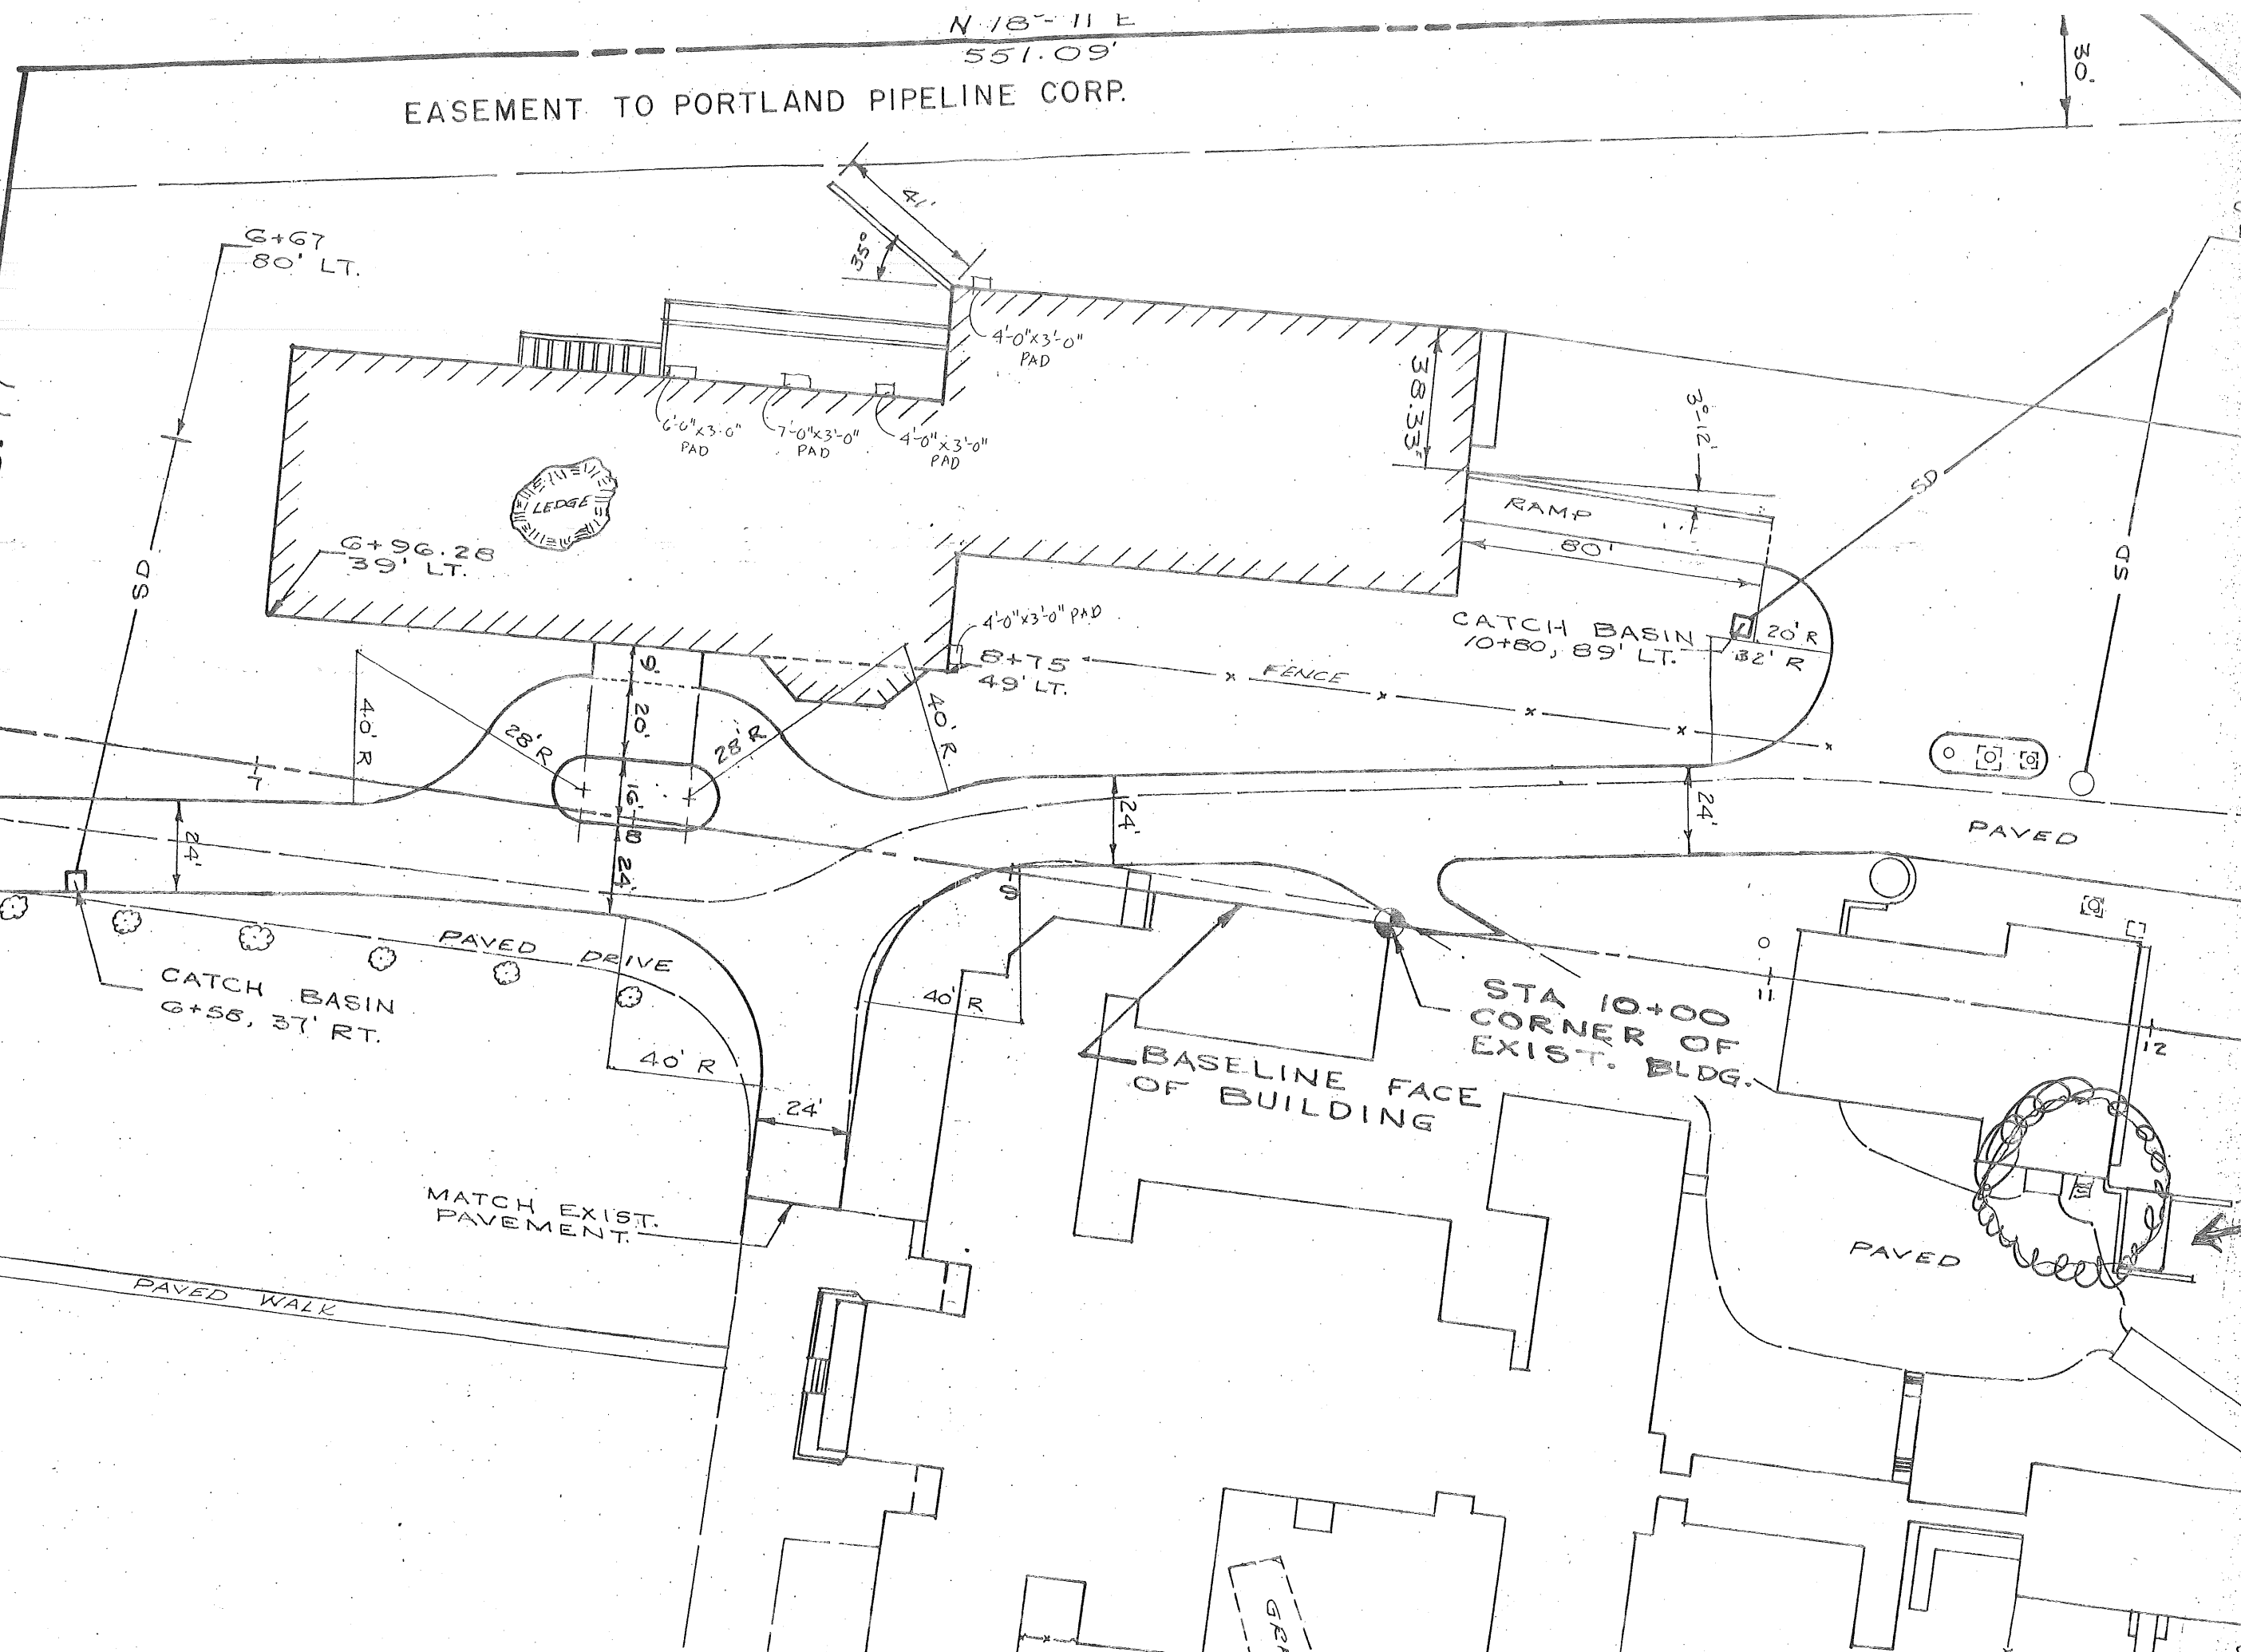 N 18°-11 E
551.09'
EASEMENT TO PORTLAND PIPELINE CORP.
30'
41'
35°
6+67
80' LT.
4'-0"x3'-0"
PAD
6'-0"x3'-0"
PAD
7'-0"x3'-0"
PAD
4'-0"x3'-0"
PAD
38.33'
3°-12'
RAMP
80'
SD
SD
SD
LEDGE
6+96.28
39' LT.
4'-0"x3'-0" PAD
8+75
49' LT.
FENCE
CATCH BASIN
10+80, 89' LT.
20' R
32' R
9'
20'
16'
8
24'
40' R
28' R
28' R
40' R
7
24'
24'
24'
PAVED
9
PAVED DRIVE
CATCH BASIN
6+58, 37' RT.
40' R
40' R
24'
STA 10+00
CORNER OF
EXIST. BLDG.
BASELINE FACE
OF BUILDING
11
12
MATCH EXIST.
PAVEMENT.
PAVED
PAVED WALK